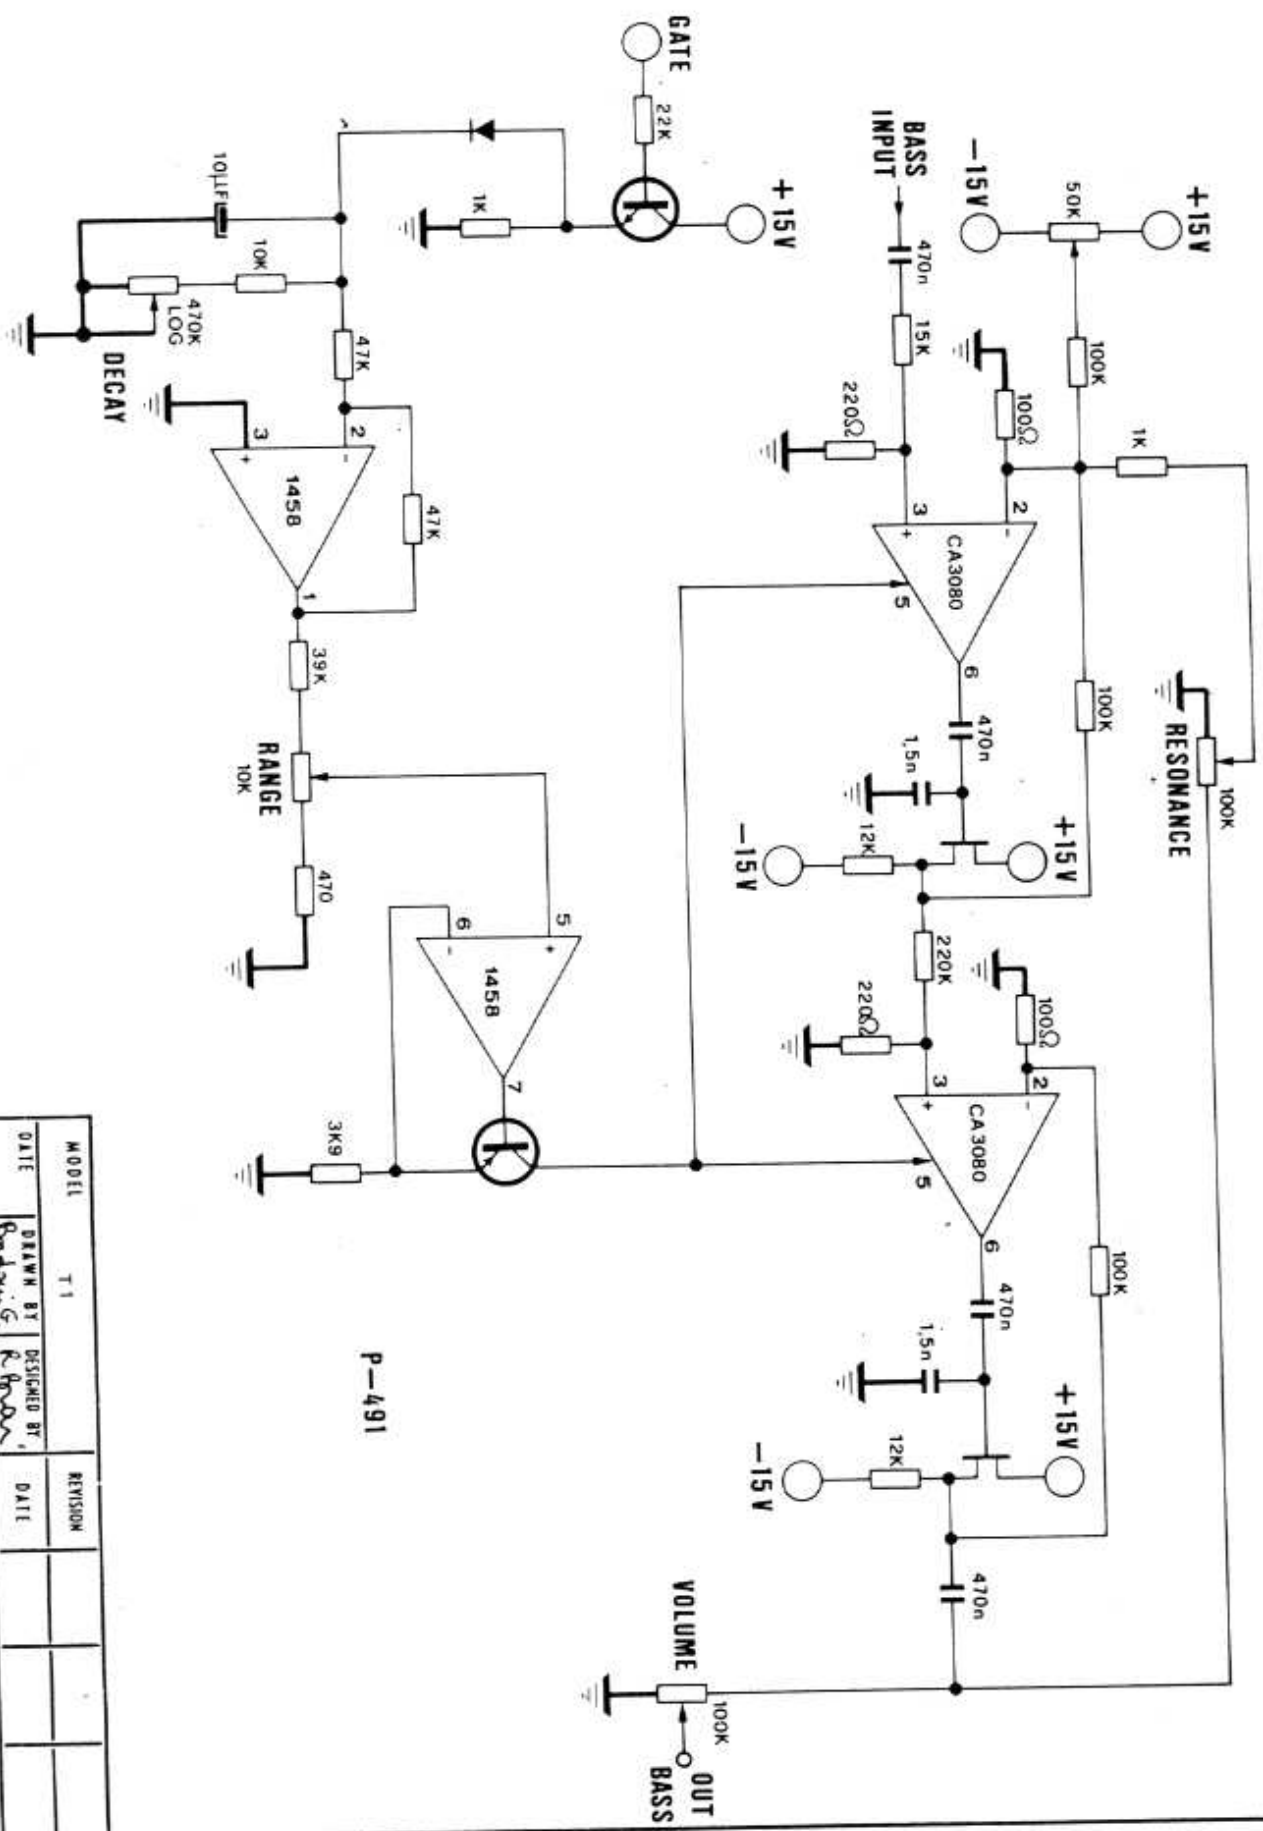 +15V
50K
-15V
100K
1K
RESONANCE
100K
100K
BASS
INPUT
470n
15K
220Ω
100Ω
2
3
-
+
CA3080
5
6
470n
1,5n
+15V
12K
-15V
220K
220Ω
100Ω
2
3
-
+
CA3080
5
6
100K
470n
1,5n
+15V
12K
-15V
470n
VOLUME
100K
OUT
BASS
GATE
22K
+15V
1K
10µF
10K
470K
LOG
DECAY
47K
47K
2
3
-
+
1458
1
39K
RANGE
10K
470
5
6
+
-
1458
7
3K9
P-491
MODEL T1
REVISION
DATE
DRAWN BY
DESIGNED BY
DATE